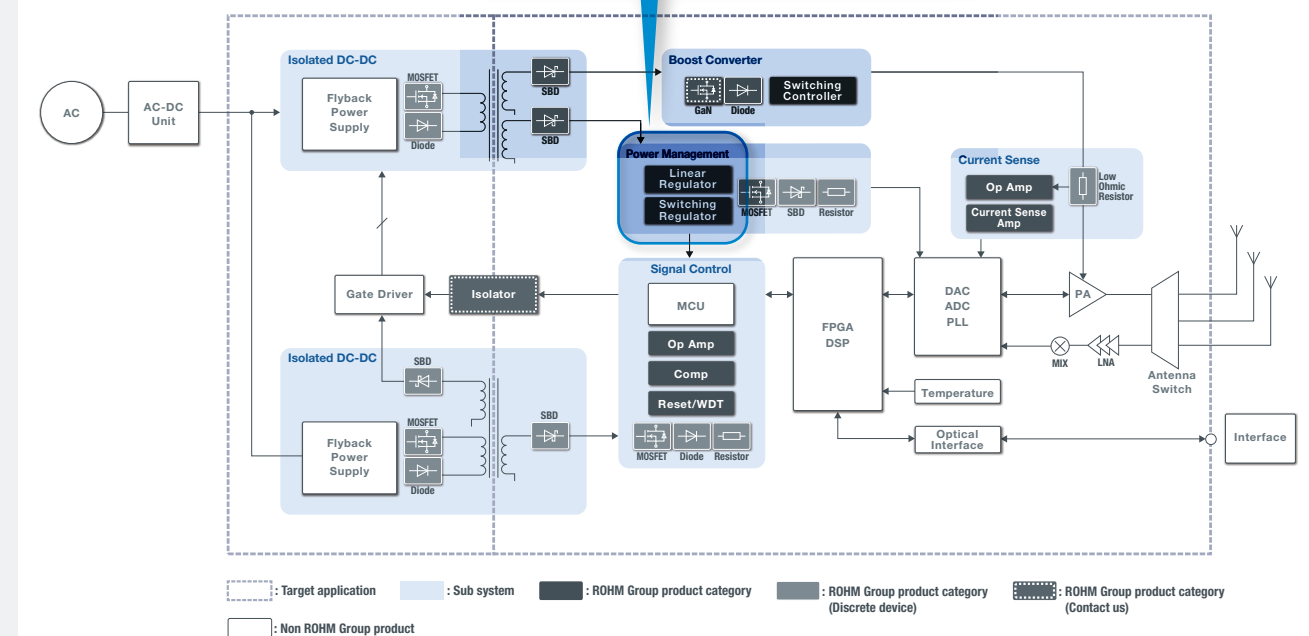 Isolated DC-DC
MOSFET
Flyback
Power
Supply
Diode
SBD
SBD
AC
AC-DC
Unit
Boost Converter
GaN
Diode
Switching
Controller
Power Management
Linear
Regulator
Switching
Regulator
MOSFET
SBD
Resistor
Current Sense
Op Amp
Current Sense
Amp
Low
Ohmic
Resistor
Gate Driver
Isolator
Signal Control
MCU
Op Amp
Comp
Reset/WDT
MOSFET
Diode
Resistor
FPGA
DSP
DAC
ADC
PLL
PA
MIX
LNA
Antenna
Switch
Temperature
Optical
Interface
Interface
Isolated DC-DC
SBD
MOSFET
Flyback
Power
Supply
Diode
SBD
: Target application
: Sub system
: ROHM Group product category
: ROHM Group product category
(Discrete device)
: ROHM Group product category
(Contact us)
: Non ROHM Group product